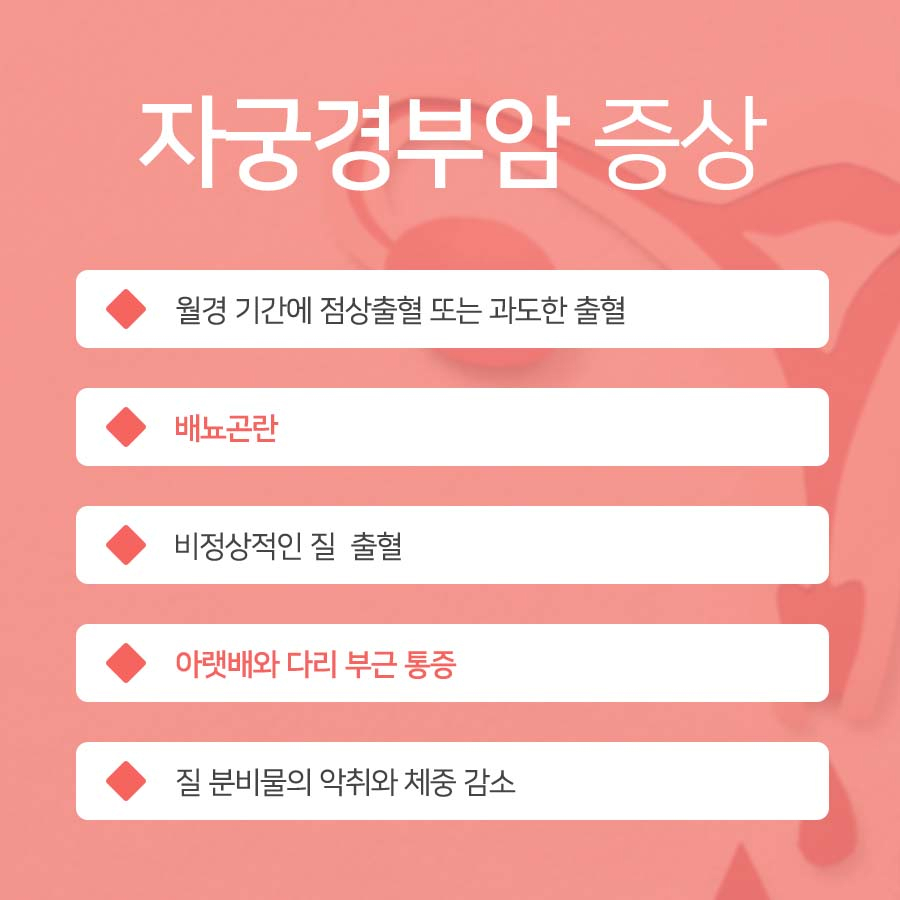 자궁경부암 증상
월경 기간에 점상출혈 또는 과도한 출혈
배뇨곤란
비정상적인 질 출혈
아랫배와 다리 부근 통증
질 분비물의 악취와 체중 감소